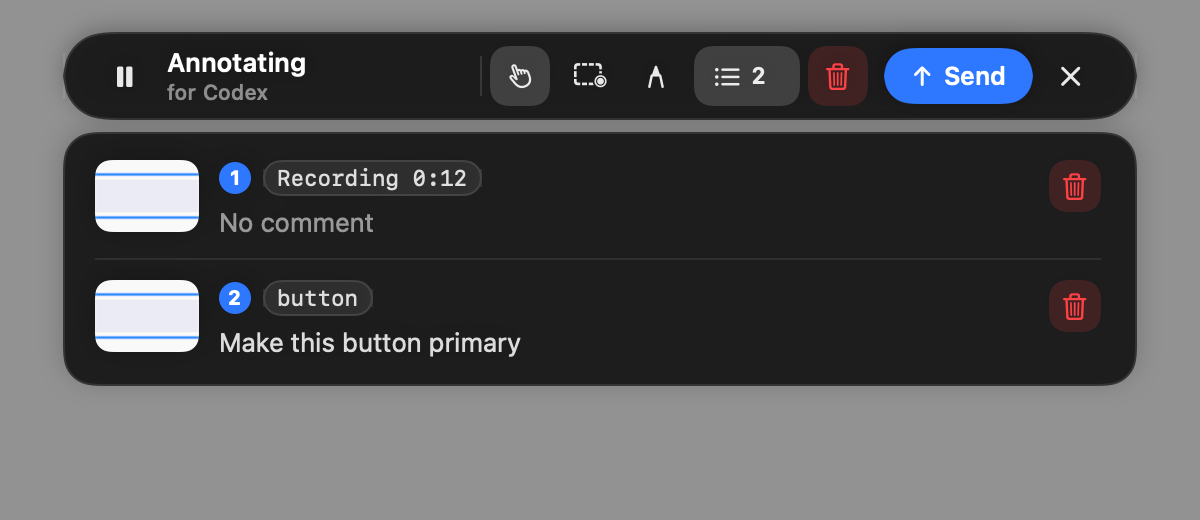 Annotating
for Codex
2
Send
1 Recording 0:12
No comment
2 button
Make this button primary